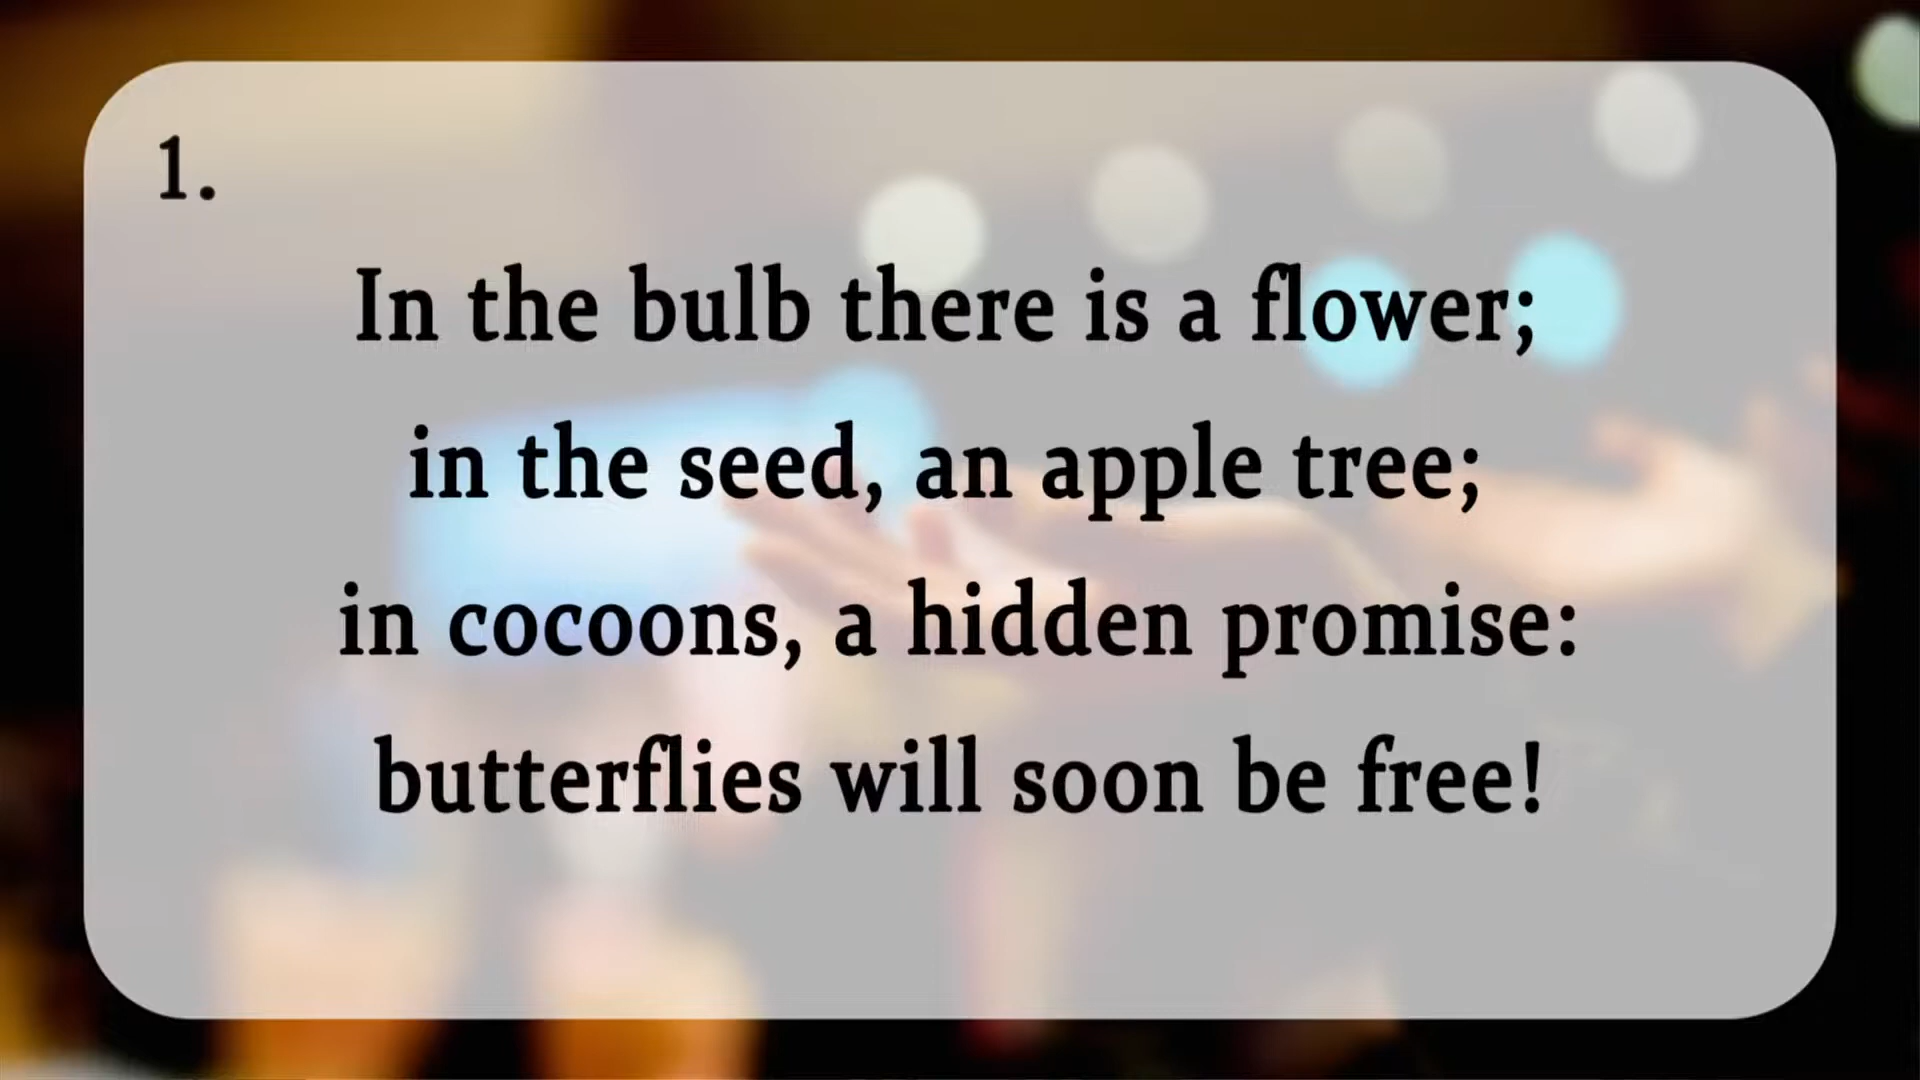 1.
In the bulb there is a flower;
in the seed, an apple tree;
in cocoons, a hidden promise:
butterflies will soon be free!